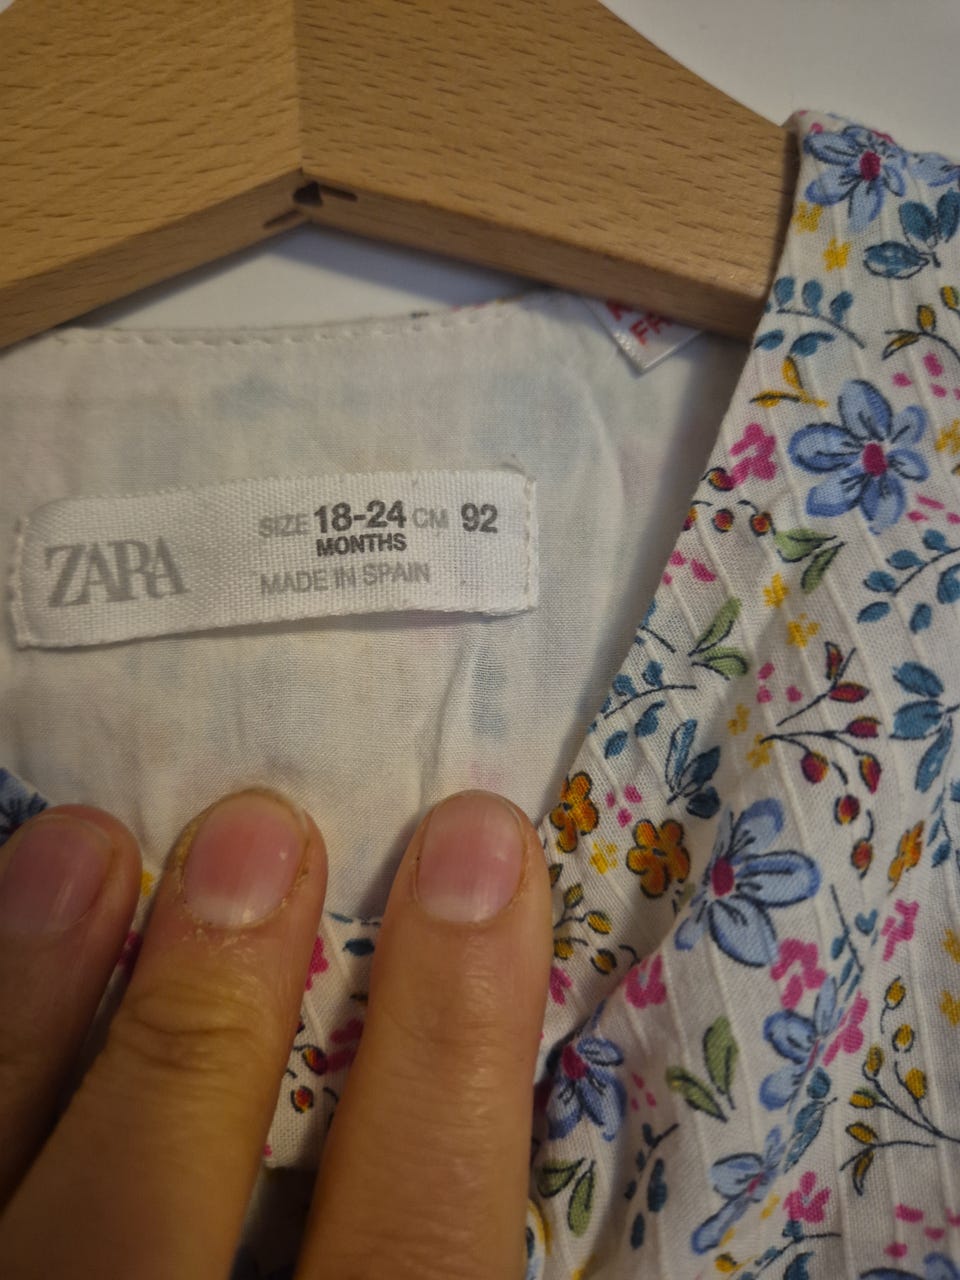 ZARA
SIZE 18-24 CM 92
MONTHS
MADE IN SPAIN